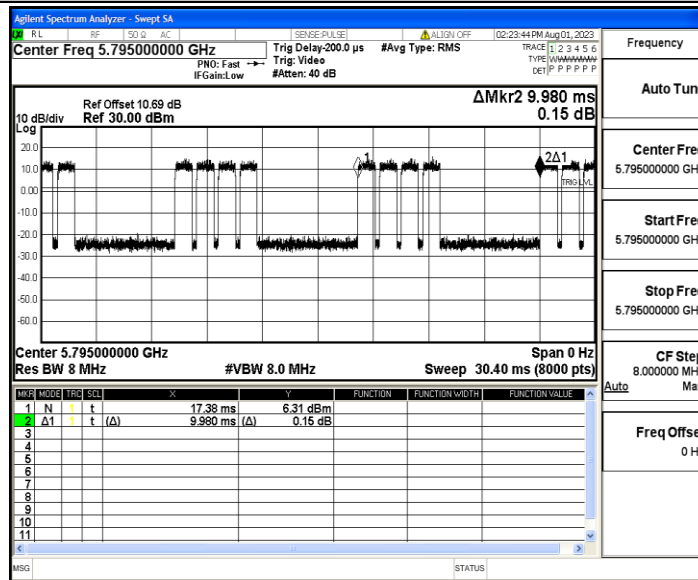 Agilent Spectrum Analyzer - Swept SA
RL RF 50 Ω AC SENSE:PULSE ALIGN OFF 02:23:44 PM Aug 01, 2023
Center Freq 5.795000000 GHz
PNO: Fast
IFGain:Low
Trig Delay-200.0 µs
Trig: Video
#Atten: 40 dB
#Avg Type: RMS
TRACE 1 2 3 4 5 6
TYPE
DET P P P P P P
Ref Offset 10.69 dB
10 dB/div Ref 30.00 dBm
ΔMkr2 9.980 ms
0.15 dB
Log
20.0
10.0
0.00
-10.0
-20.0
-30.0
-40.0
-50.0
-60.0
1
2Δ1
TRIG LVL
Center 5.795000000 GHz Span 0 Hz
Res BW 8 MHz #VBW 8.0 MHz Sweep 30.40 ms (8000 pts)
MKR MODE TRC SCL X Y FUNCTION FUNCTION WIDTH FUNCTION VALUE
1 N 1 t 17.38 ms 6.31 dBm
2 Δ1 1 t (Δ) 9.980 ms (Δ) 0.15 dB
3
4
5
6
7
8
9
10
11
MSG STATUS
Frequency
Auto Tun
Center Fre
5.795000000 GH
Start Fre
5.795000000 GH
Stop Fre
5.795000000 GH
CF Step
8.000000 MH
Auto Ma
Freq Offse
0 H